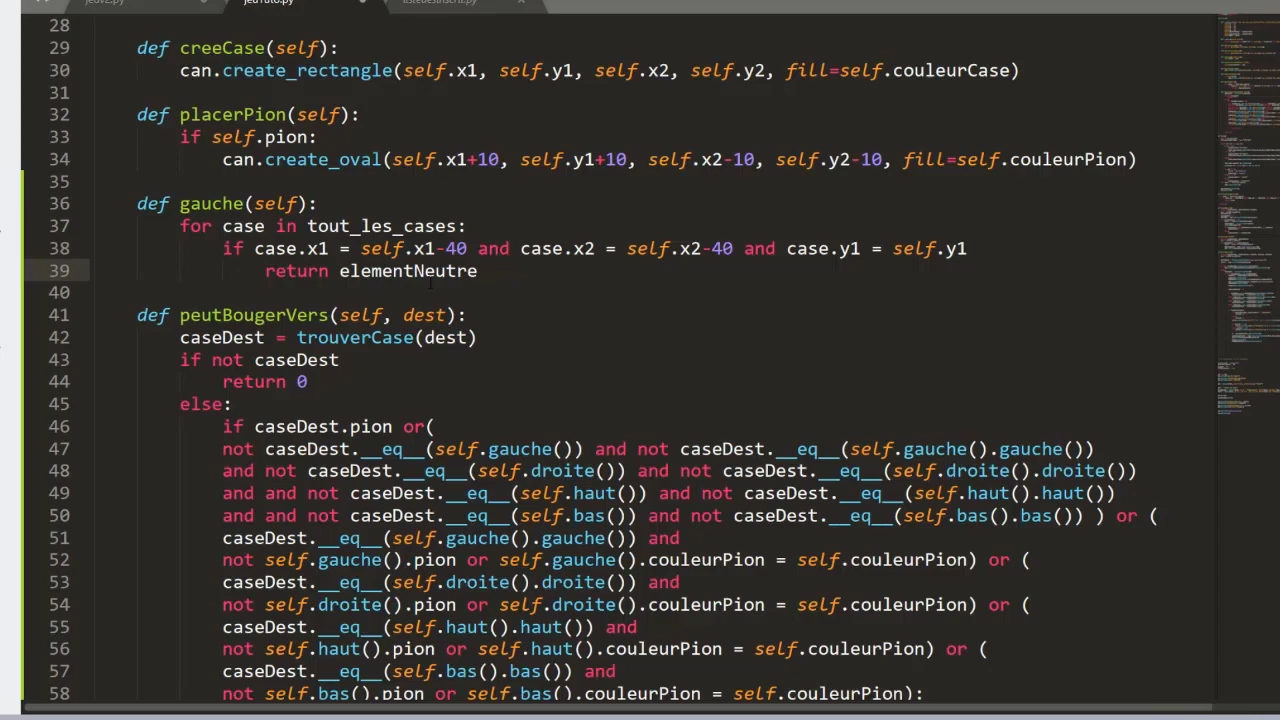 jeuv2.py jeuTuto.py
28
29 def creeCase(self):
30 can.create_rectangle(self.x1, self.y1, self.x2, self.y2, fill=self.couleurCase)
31
32 def placerPion(self):
33 if self.pion:
34 can.create_oval(self.x1+10, self.y1+10, self.x2-10, self.y2-10, fill=self.couleurPion)
35
36 def gauche(self):
37 for case in tout_les_cases:
38 if case.x1 = self.x1-40 and case.x2 = self.x2-40 and case.y1 = self.y1
39 return elementNeutre
40
41 def peutBougerVers(self, dest):
42 caseDest = trouverCase(dest)
43 if not caseDest
44 return 0
45 else:
46 if caseDest.pion or(
47 not caseDest.__eq__(self.gauche()) and not caseDest.__eq__(self.gauche().gauche())
48 and not caseDest.__eq__(self.droite()) and not caseDest.__eq__(self.droite().droite())
49 and and not caseDest.__eq__(self.haut()) and not caseDest.__eq__(self.haut().haut())
50 and and not caseDest.__eq__(self.bas()) and not caseDest.__eq__(self.bas().bas()) ) or (
51 caseDest.__eq__(self.gauche().gauche()) and
52 not self.gauche().pion or self.gauche().couleurPion = self.couleurPion) or (
53 caseDest.__eq__(self.droite().droite()) and
54 not self.droite().pion or self.droite().couleurPion = self.couleurPion) or (
55 caseDest.__eq__(self.haut().haut()) and
56 not self.haut().pion or self.haut().couleurPion = self.couleurPion) or (
57 caseDest.__eq__(self.bas().bas()) and
58 not self.bas().pion or self.bas().couleurPion = self.couleurPion):